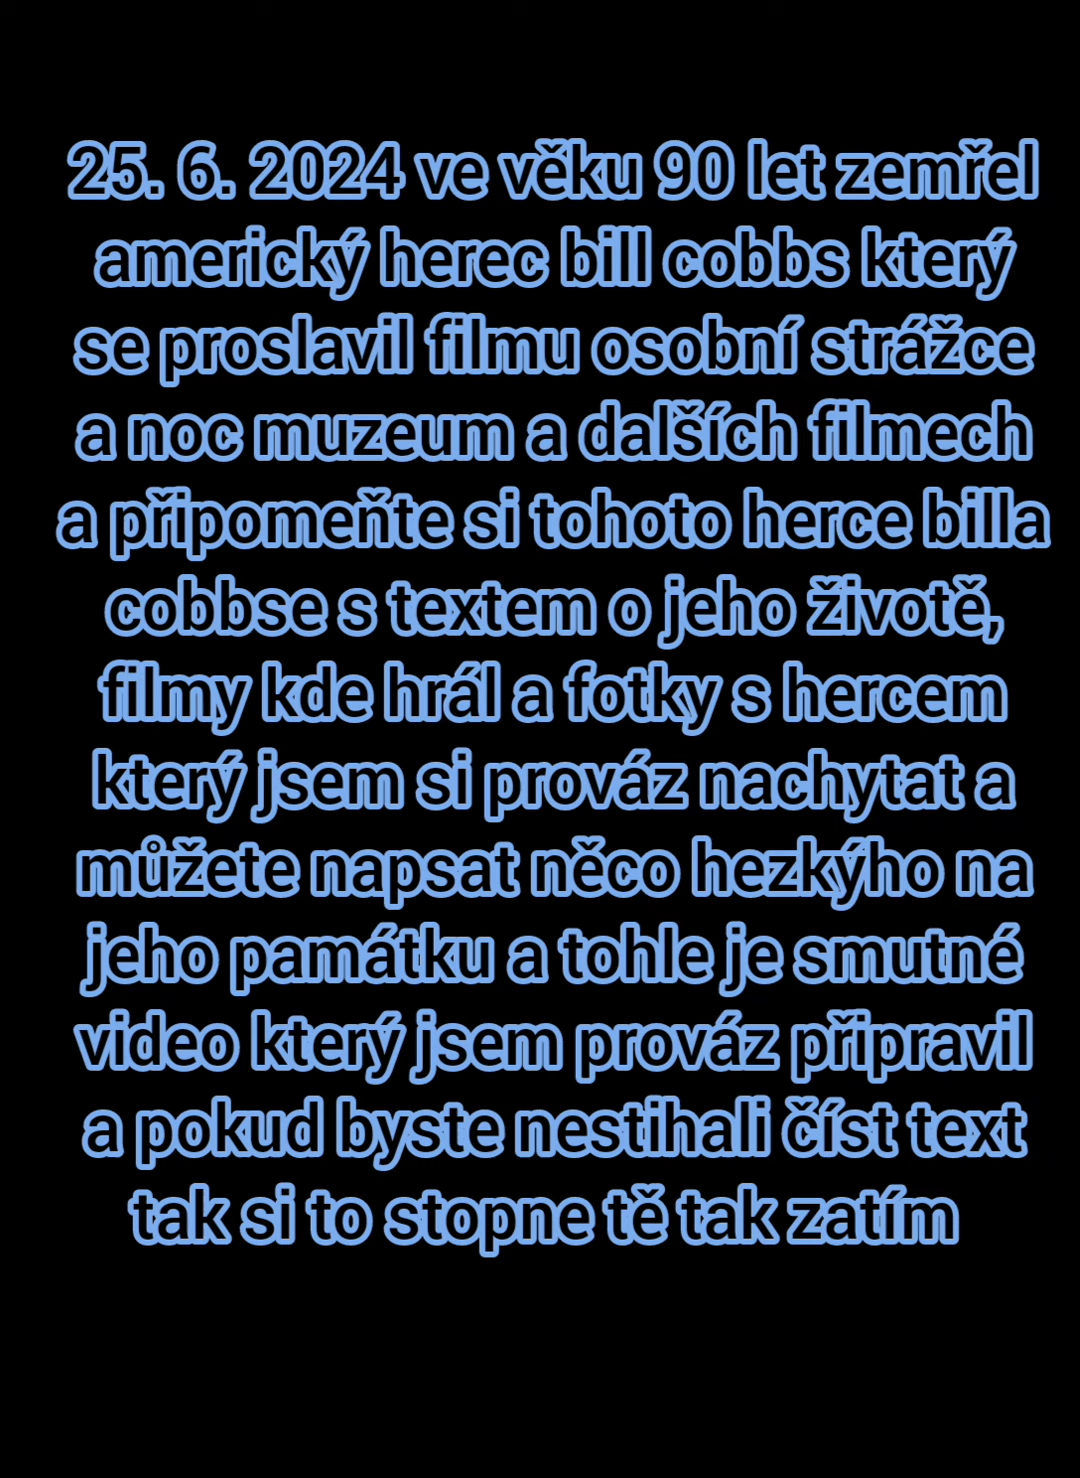 25. 6. 2024 ve věku 90 let zemřel
americký herec bill cobbs který
se proslavil filmu osobní strážce
a noc muzeum a dalších filmech
a připomeňte si tohoto herce billa
cobbse s textem o jeho životě,
filmy kde hrál a fotky s hercem
který jsem si prováz nachytat a
můžete napsat něco hezkýho na
jeho památku a tohle je smutné
video který jsem prováz připravil
a pokud byste nestihali číst text
tak si to stopne tě tak zatím